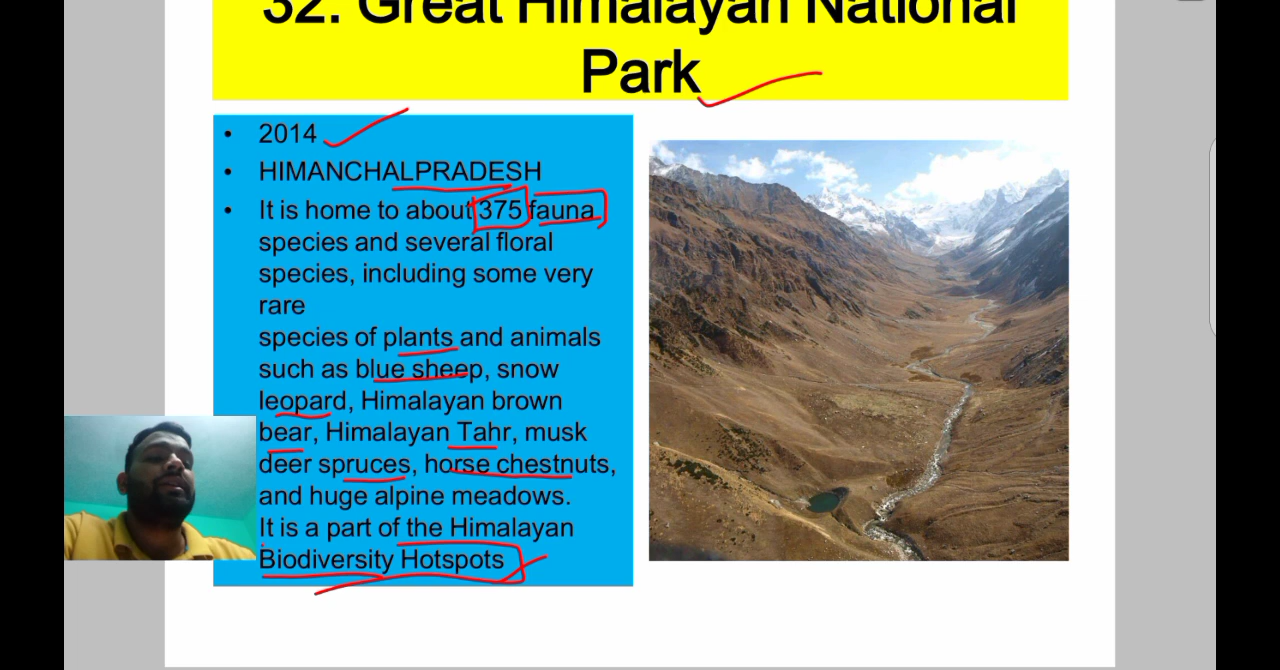 32. Great Himalayan National
Park
• 2014
• HIMANCHALPRADESH
• It is home to about 375 fauna
species and several floral
species, including some very
rare
species of plants and animals
such as blue sheep, snow
leopard, Himalayan brown
bear, Himalayan Tahr, musk
deer spruces, horse chestnuts,
and huge alpine meadows.
It is a part of the Himalayan
Biodiversity Hotspots